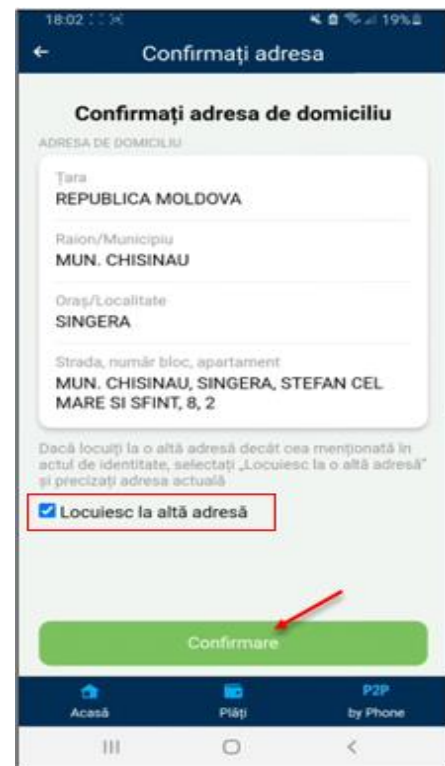 18:02
19%
Confirmați adresa
Confirmați adresa de domiciliu
ADRESA DE DOMICILIU
Țara
REPUBLICA MOLDOVA
Raion/Municipiu
MUN. CHISINAU
Oraș/Localitate
SINGERA
Strada, număr bloc, apartament
MUN. CHISINAU, SINGERA, STEFAN CEL
MARE SI SFINT, 8, 2
Dacă locuiți la o altă adresă decât cea menționată în
actul de identitate, selectați „Locuiesc la o altă adresă”
și precizați adresa actuală
Locuiesc la altă adresă
Confirmare
Acasă
Plăți
P2P
by Phone